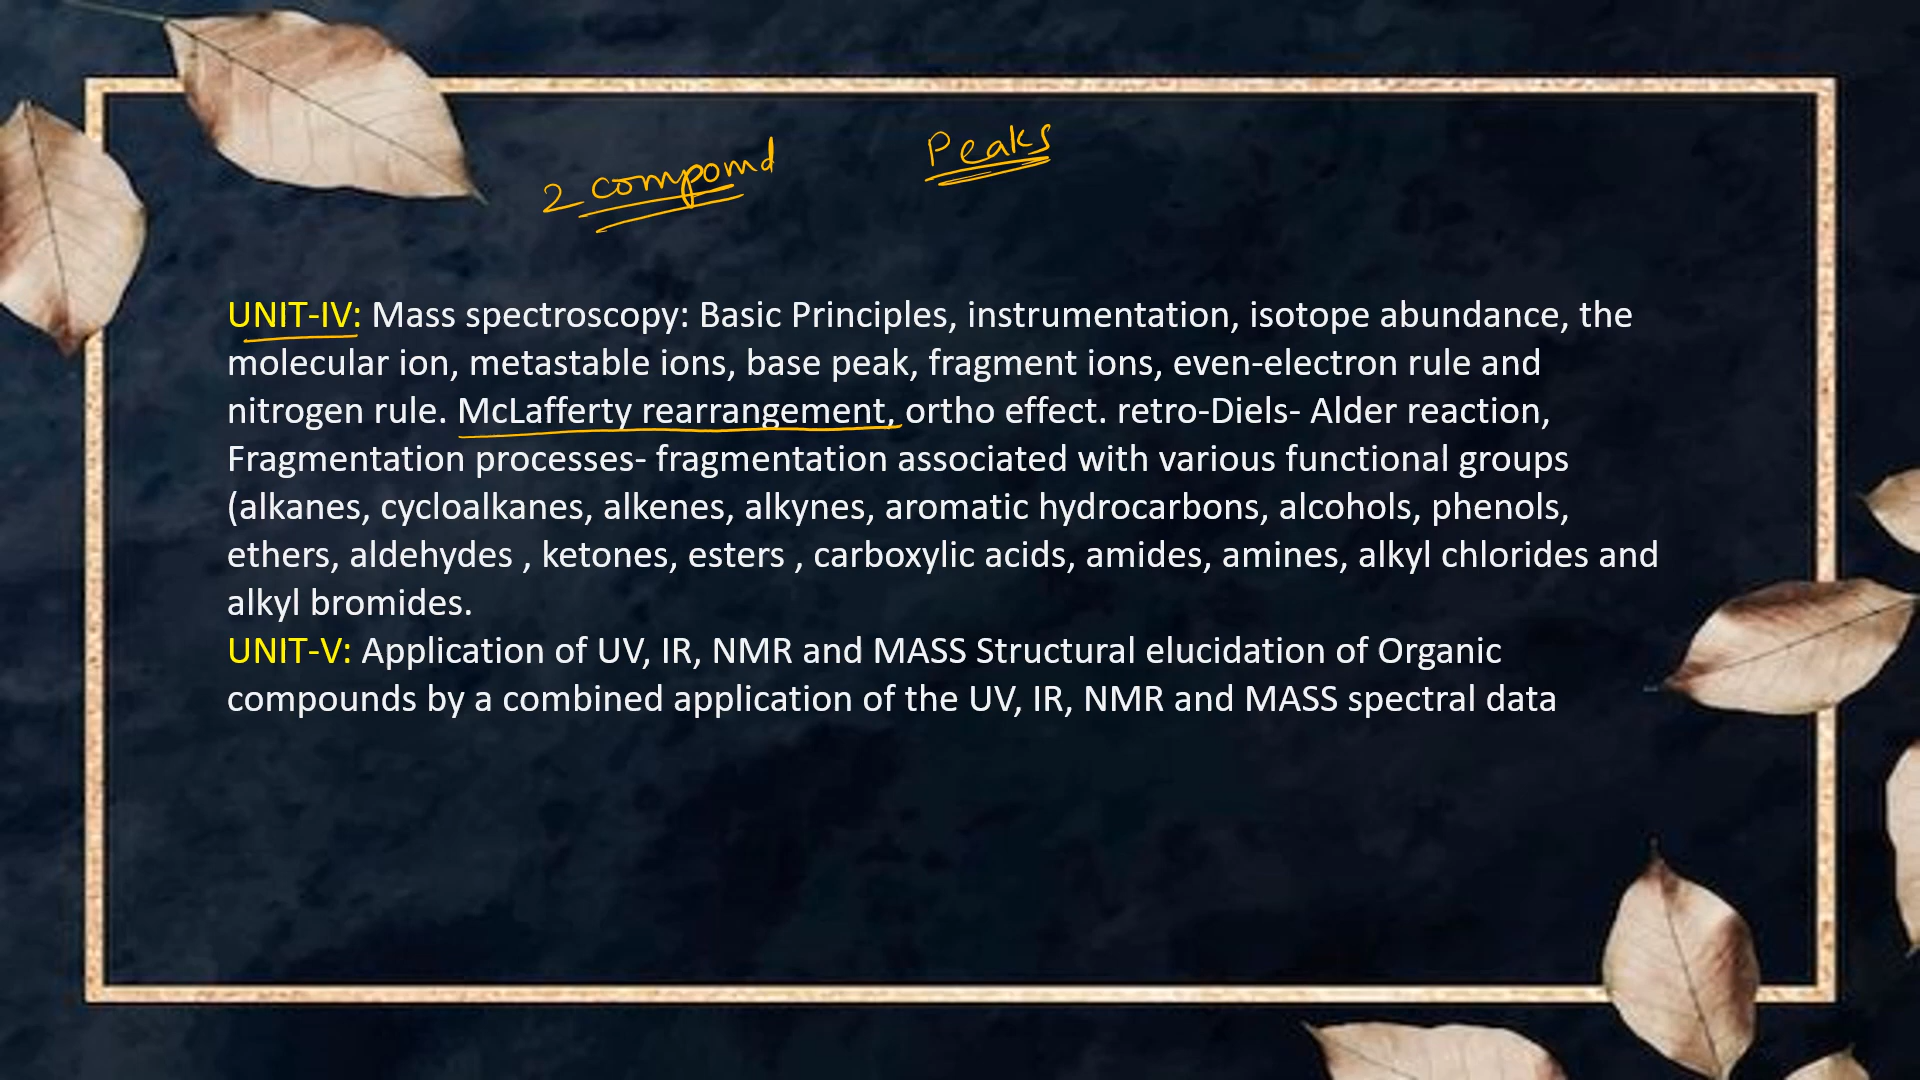 2 compomd
Peaks
UNIT-IV: Mass spectroscopy: Basic Principles, instrumentation, isotope abundance, the
molecular ion, metastable ions, base peak, fragment ions, even-electron rule and
nitrogen rule. McLafferty rearrangement, ortho effect. retro-Diels- Alder reaction,
Fragmentation processes- fragmentation associated with various functional groups
(alkanes, cycloalkanes, alkenes, alkynes, aromatic hydrocarbons, alcohols, phenols,
ethers, aldehydes , ketones, esters , carboxylic acids, amides, amines, alkyl chlorides and
alkyl bromides.
UNIT-V: Application of UV, IR, NMR and MASS Structural elucidation of Organic
compounds by a combined application of the UV, IR, NMR and MASS spectral data